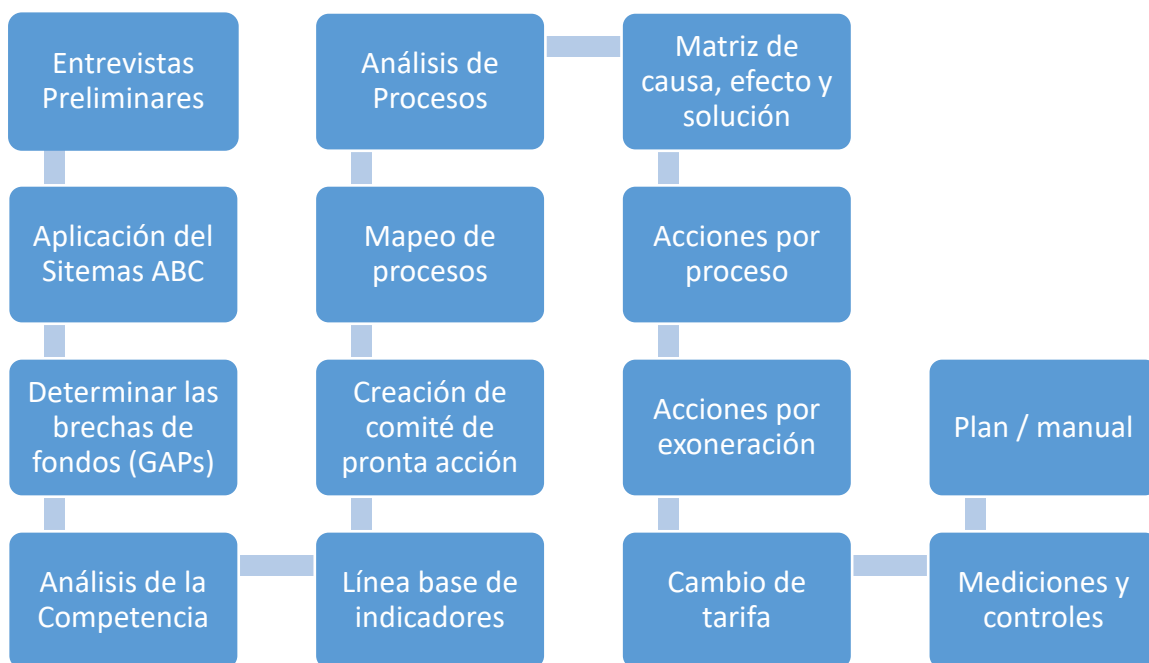 Entrevistas
Preliminares
Aplicación del
Sitemas ABC
Determinar las
brechas de
fondos (GAPs)
Análisis de la
Competencia
Línea base de
indicadores
Creación de
comité de
pronta acción
Mapeo de
procesos
Análisis de
Procesos
Matriz de
causa, efecto y
solución
Acciones por
proceso
Acciones por
exoneración
Cambio de
tarifa
Mediciones y
controles
Plan / manual